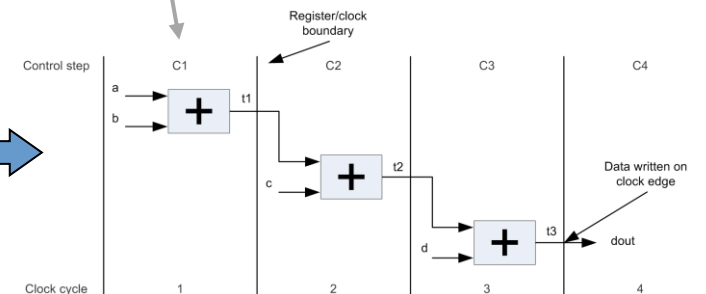 Register/clock
boundary
Control step C1 C2 C3 C4
a
t1
b
+
t2
c
+
Data written on
clock edge
t3
d
+
dout
Clock cycle 1 2 3 4